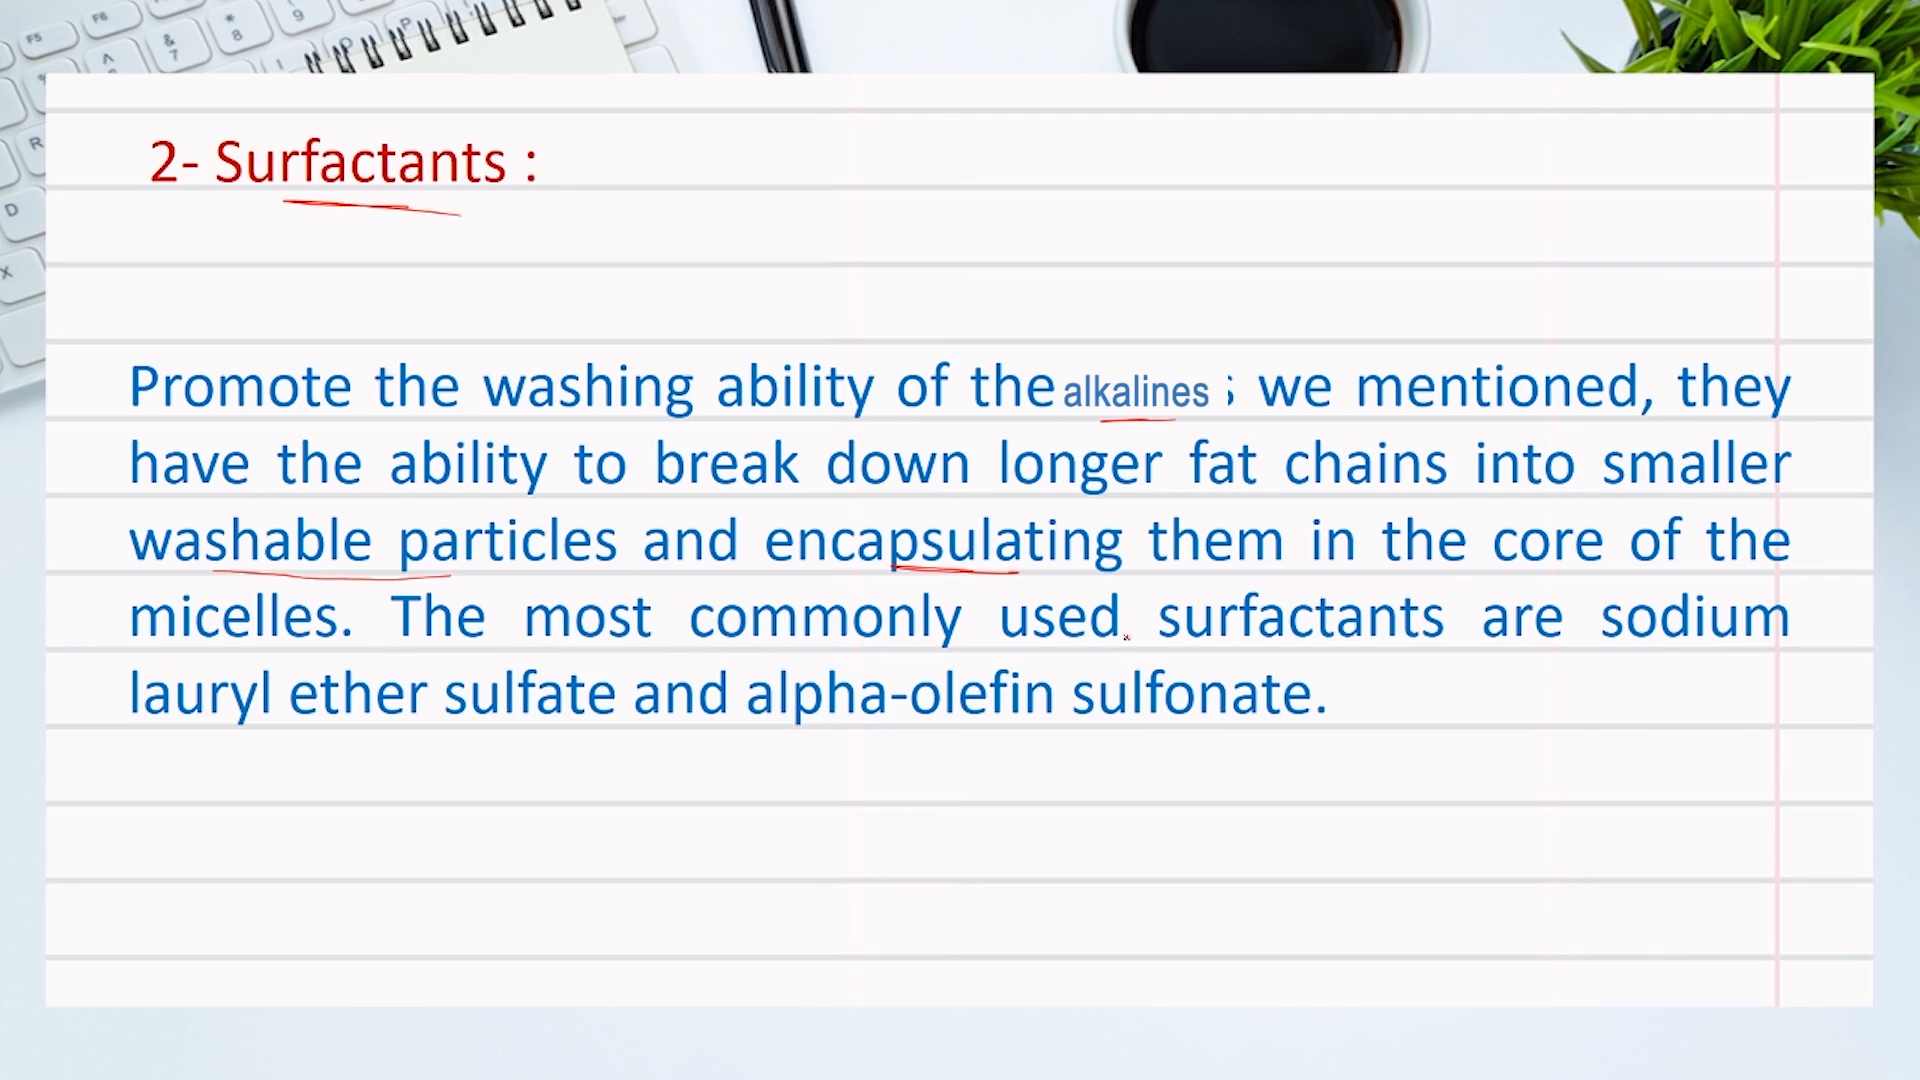 2- Surfactants :
Promote the washing ability of the alkalines we mentioned, they
have the ability to break down longer fat chains into smaller
washable particles and encapsulating them in the core of the
micelles. The most commonly used surfactants are sodium
lauryl ether sulfate and alpha-olefin sulfonate.